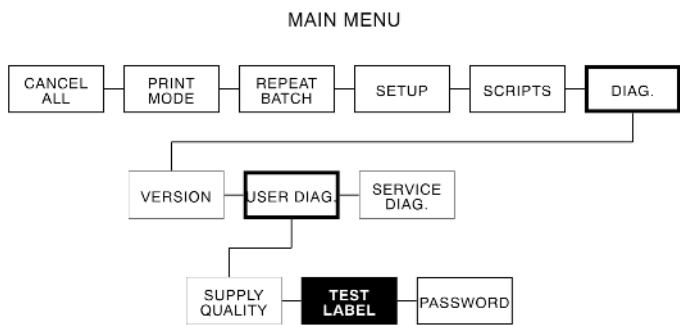 MAIN MENU
CANCEL
ALL
PRINT
MODE
REPEAT
BATCH
SETUP
SCRIPTS
DIAG.
VERSION
USER DIAG.
SERVICE
DIAG.
SUPPLY
QUALITY
TEST
LABEL
PASSWORD